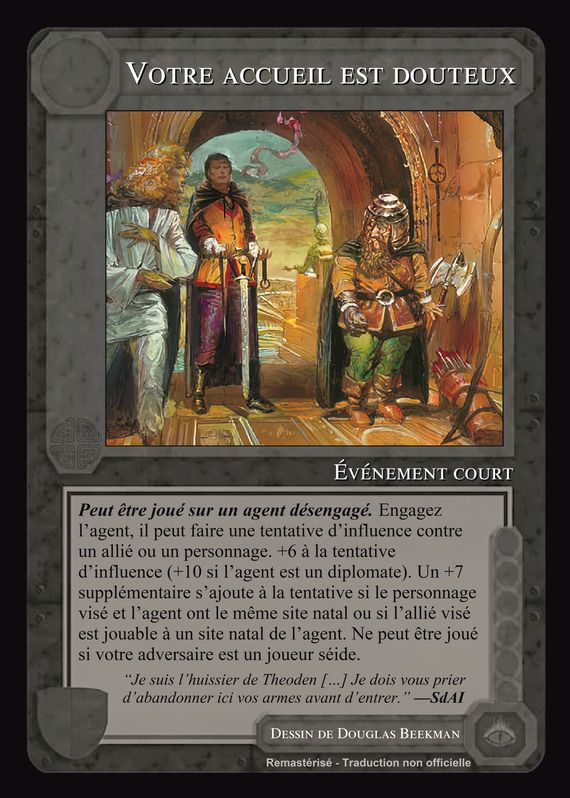 Votre accueil est douteux
Événement court
Peut être joué sur un agent désengagé. Engagez
l’agent, il peut faire une tentative d’influence contre
un allié ou un personnage. +6 à la tentative
d’influence (+10 si l’agent est un diplomate). Un +7
supplémentaire s’ajoute à la tentative si le personnage
visé et l’agent ont le même site natal ou si l’allié visé
est jouable à un site natal de l’agent. Ne peut être joué
si votre adversaire est un joueur séide.
“Je suis l’huissier de Theoden […] Je dois vous prier
d’abandonner ici vos armes avant d’entrer.” —SdAI
Dessin de Douglas Beekman
Remastérisé - Traduction non officielle